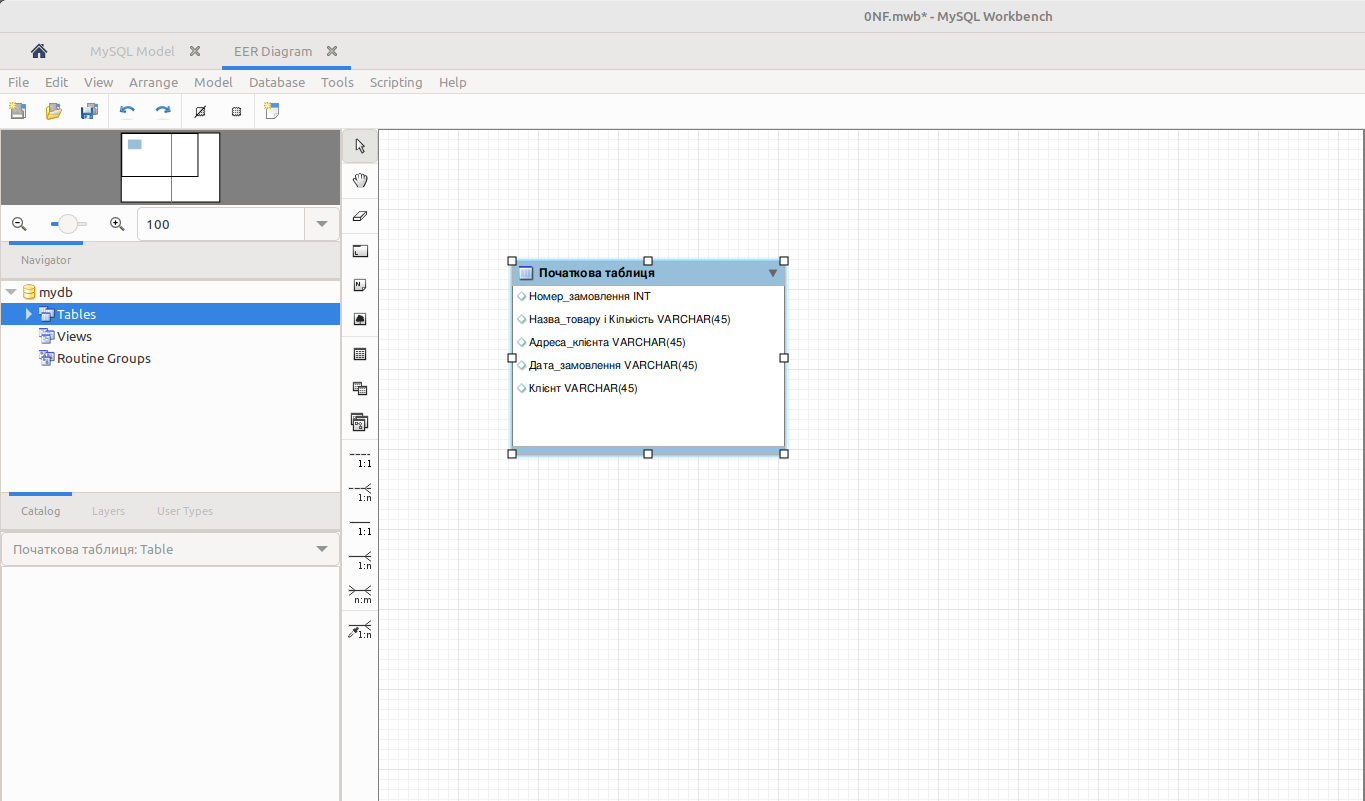 0NF.mwb* - MySQL Workbench
MySQL Model
EER Diagram
File Edit View Arrange Model Database Tools Scripting Help
100
Navigator
mydb
Tables
Views
Routine Groups
Catalog Layers User Types
Початкова таблиця: Table
1:1
1:n
1:1
1:n
n:m
1:n
Початкова таблиця
Номер_замовлення INT
Назва_товару і Кількість VARCHAR(45)
Адреса_клієнта VARCHAR(45)
Дата_замовлення VARCHAR(45)
Клієнт VARCHAR(45)